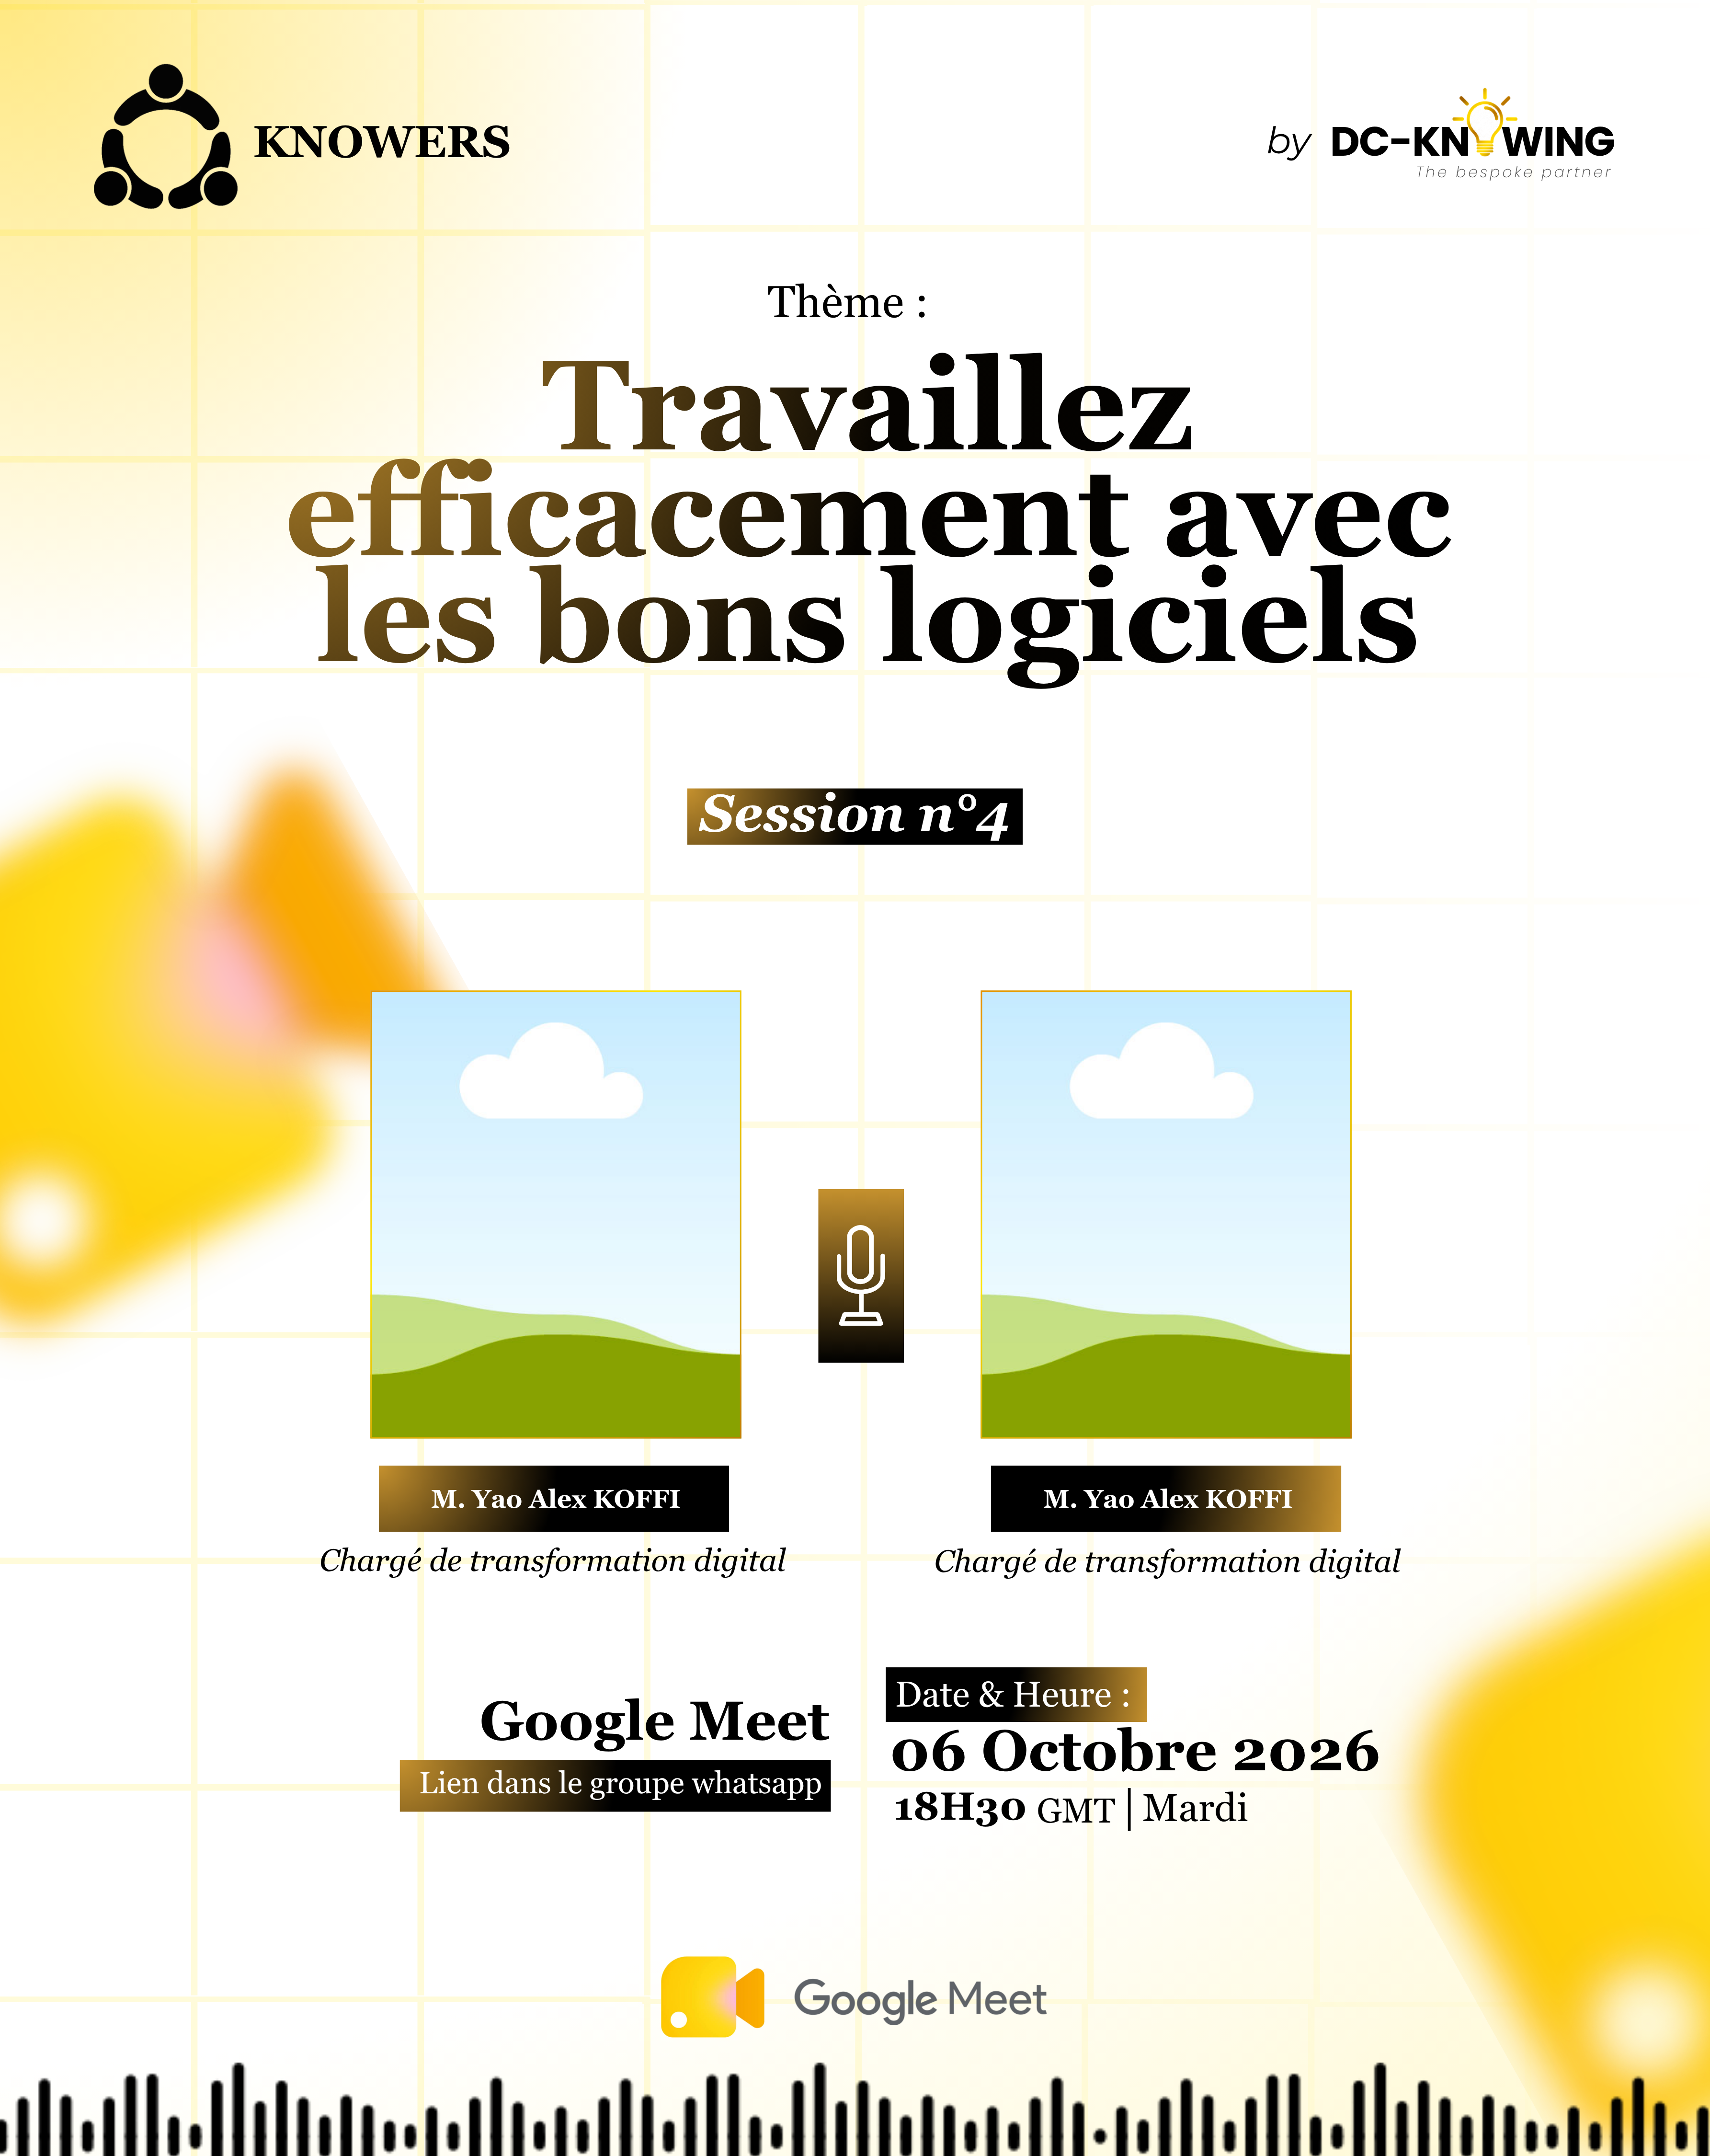 KNOWERS
by DC-KNOWING
The bespoke partner
Thème :
Travaillez
efficacement avec
les bons logiciels
Session n°4
M. Yao Alex KOFFI
Chargé de transformation digital
M. Yao Alex KOFFI
Chargé de transformation digital
Google Meet
Lien dans le groupe whatsapp
Date & Heure :
06 Octobre 2026
18H30 GMT | Mardi
Google Meet